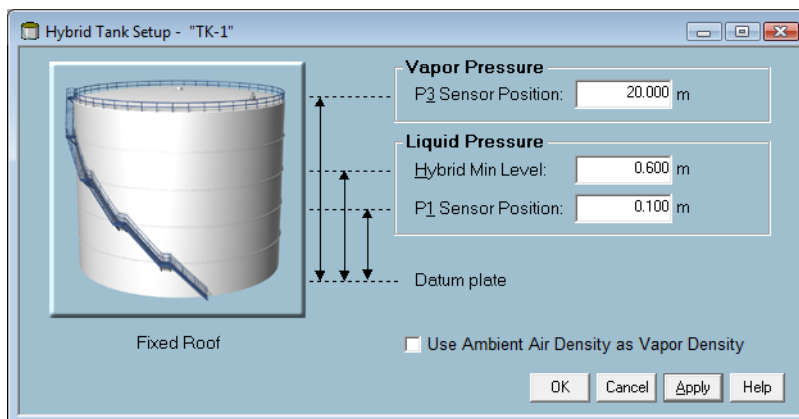 Hybrid Tank Setup - "TK-1"
Vapor Pressure
P3 Sensor Position: 20.000 m
Liquid Pressure
Hybrid Min Level: 0.600 m
P1 Sensor Position: 0.100 m
Datum plate
Fixed Roof
Use Ambient Air Density as Vapor Density
OK Cancel Apply Help